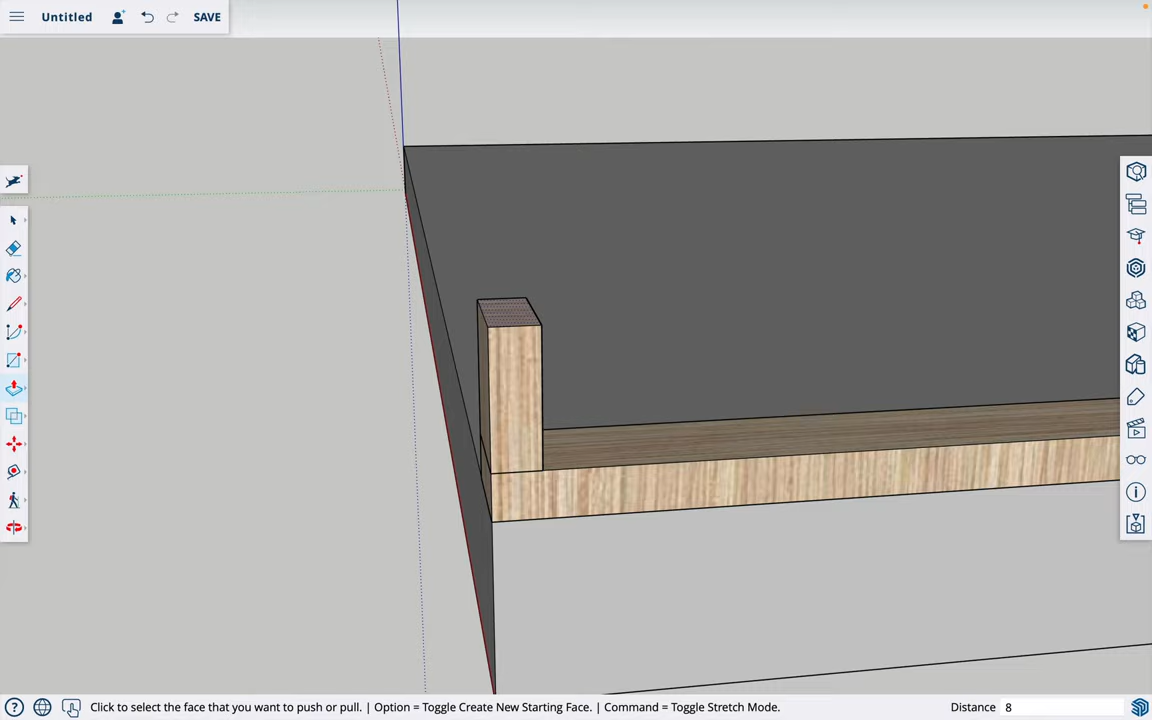 Untitled SAVE
Click to select the face that you want to push or pull. | Option = Toggle Create New Starting Face. | Command = Toggle Stretch Mode. Distance 8